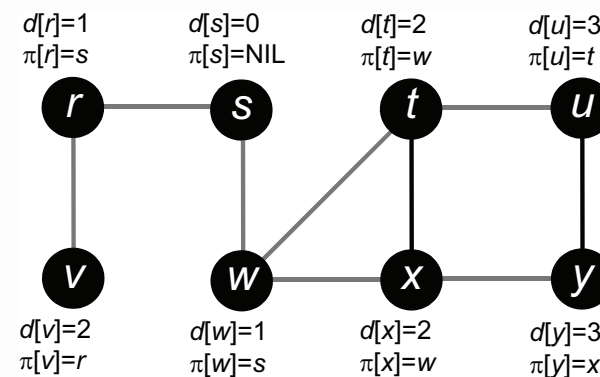 d[r]=1 d[s]=0 d[t]=2 d[u]=3
π[r]=s π[s]=NIL π[t]=w π[u]=t
r s t u
v w x y
d[v]=2 d[w]=1 d[x]=2 d[y]=3
π[v]=r π[w]=s π[x]=w π[y]=x